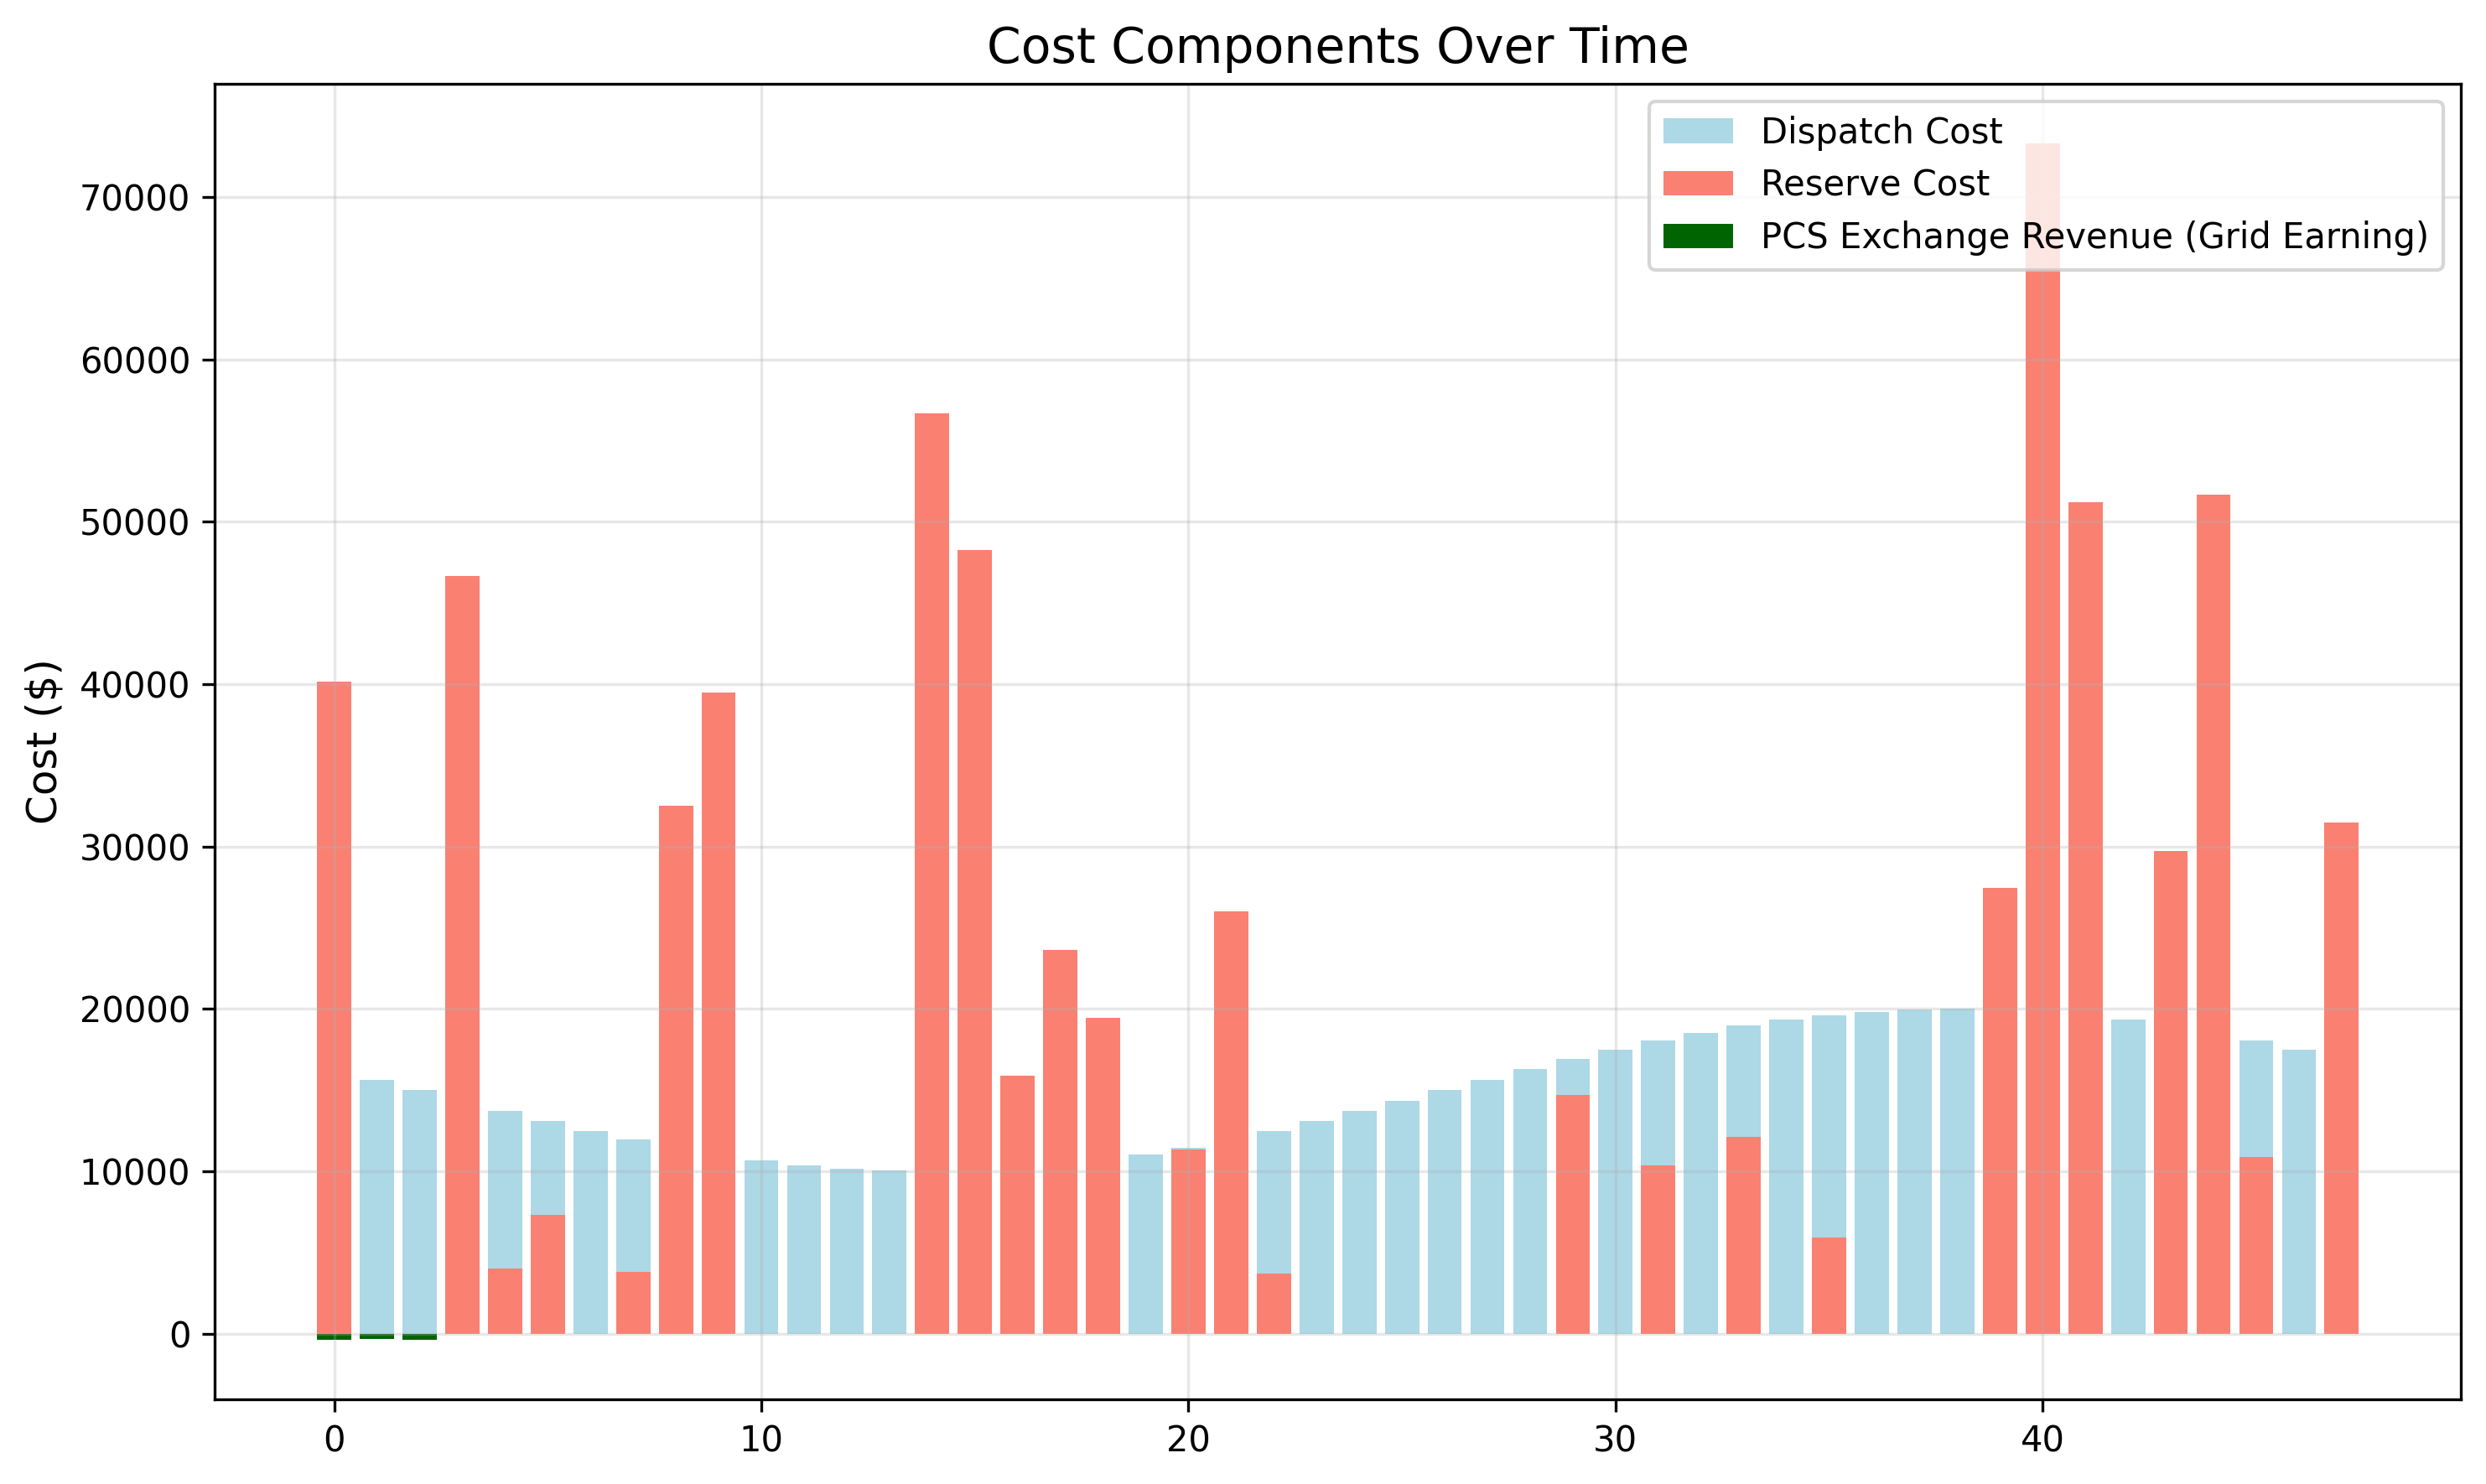 Cost Components Over Time
Dispatch Cost
Reserve Cost
PCS Exchange Revenue (Grid Earning)
Cost ($)
70000
60000
50000
40000
30000
20000
10000
0
0 10 20 30 40